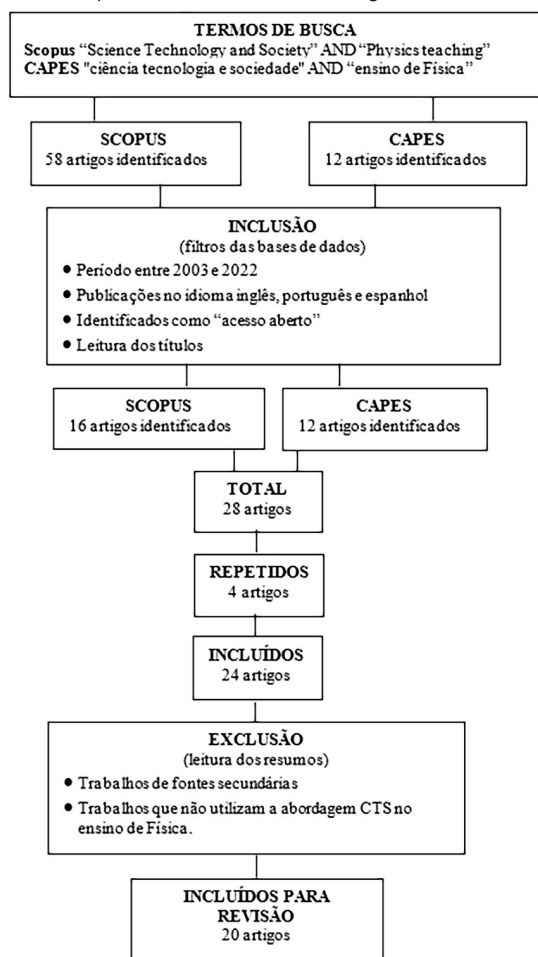 TERMOS DE BUSCA
Scopus “Science Technology and Society” AND “Physics teaching”
CAPES "ciência tecnologia e sociedade" AND “ensino de Física”
SCOPUS
58 artigos identificados
CAPES
12 artigos identificados
INCLUSÃO
(filtros das bases de dados)
• Período entre 2003 e 2022
• Publicações no idioma inglês, português e espanhol
• Identificados como “acesso aberto”
• Leitura dos títulos
SCOPUS
16 artigos identificados
CAPES
12 artigos identificados
TOTAL
28 artigos
REPETIDOS
4 artigos
INCLUÍDOS
24 artigos
EXCLUSÃO
(leitura dos resumos)
• Trabalhos de fontes secundárias
• Trabalhos que não utilizam a abordagem CTS no
ensino de Física.
INCLUÍDOS PARA
REVISÃO
20 artigos